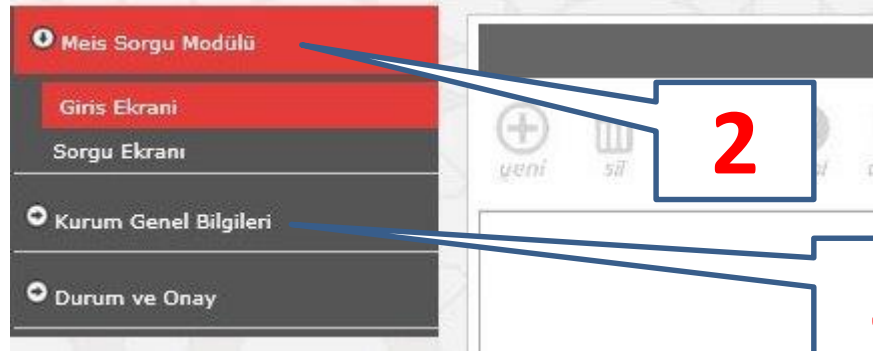 Meis Sorgu Modülü
Giris Ekrani
Sorgu Ekranı
Kurum Genel Bilgileri
Durum ve Onay
yeni
sil
2